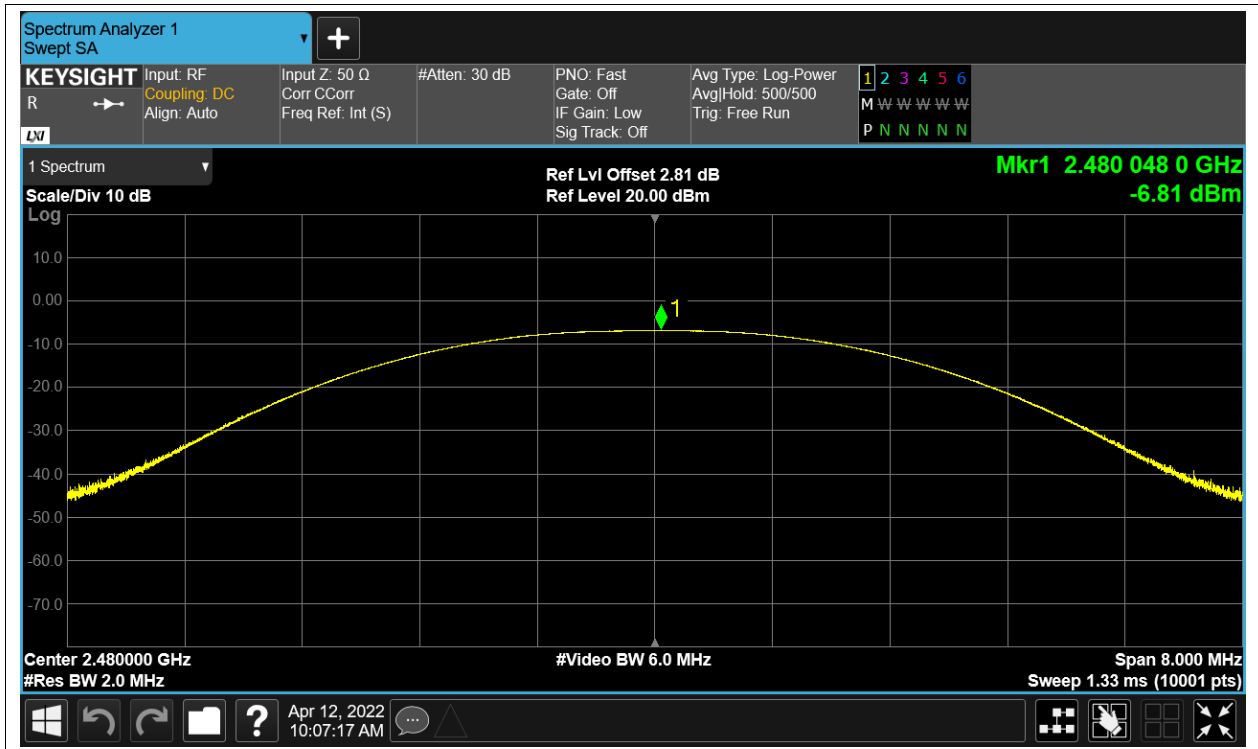 Spectrum Analyzer 1
Swept SA
+
KEYSIGHT
R
LXI
Input: RF
Coupling: DC
Align: Auto
Input Z: 50 Ω
Corr CCorr
Freq Ref: Int (S)
#Atten: 30 dB
PNO: Fast
Gate: Off
IF Gain: Low
Sig Track: Off
Avg Type: Log-Power
Avg|Hold: 500/500
Trig: Free Run
1 2 3 4 5 6
M W W W W W
P N N N N N
1 Spectrum
Scale/Div 10 dB
Log
Ref Lvl Offset 2.81 dB
Ref Level 20.00 dBm
Mkr1 2.480 048 0 GHz
-6.81 dBm
10.0
0.00
-10.0
-20.0
-30.0
-40.0
-50.0
-60.0
-70.0
1
Center 2.480000 GHz
#Res BW 2.0 MHz
#Video BW 6.0 MHz
Span 8.000 MHz
Sweep 1.33 ms (10001 pts)
?
Apr 12, 2022
10:07:17 AM